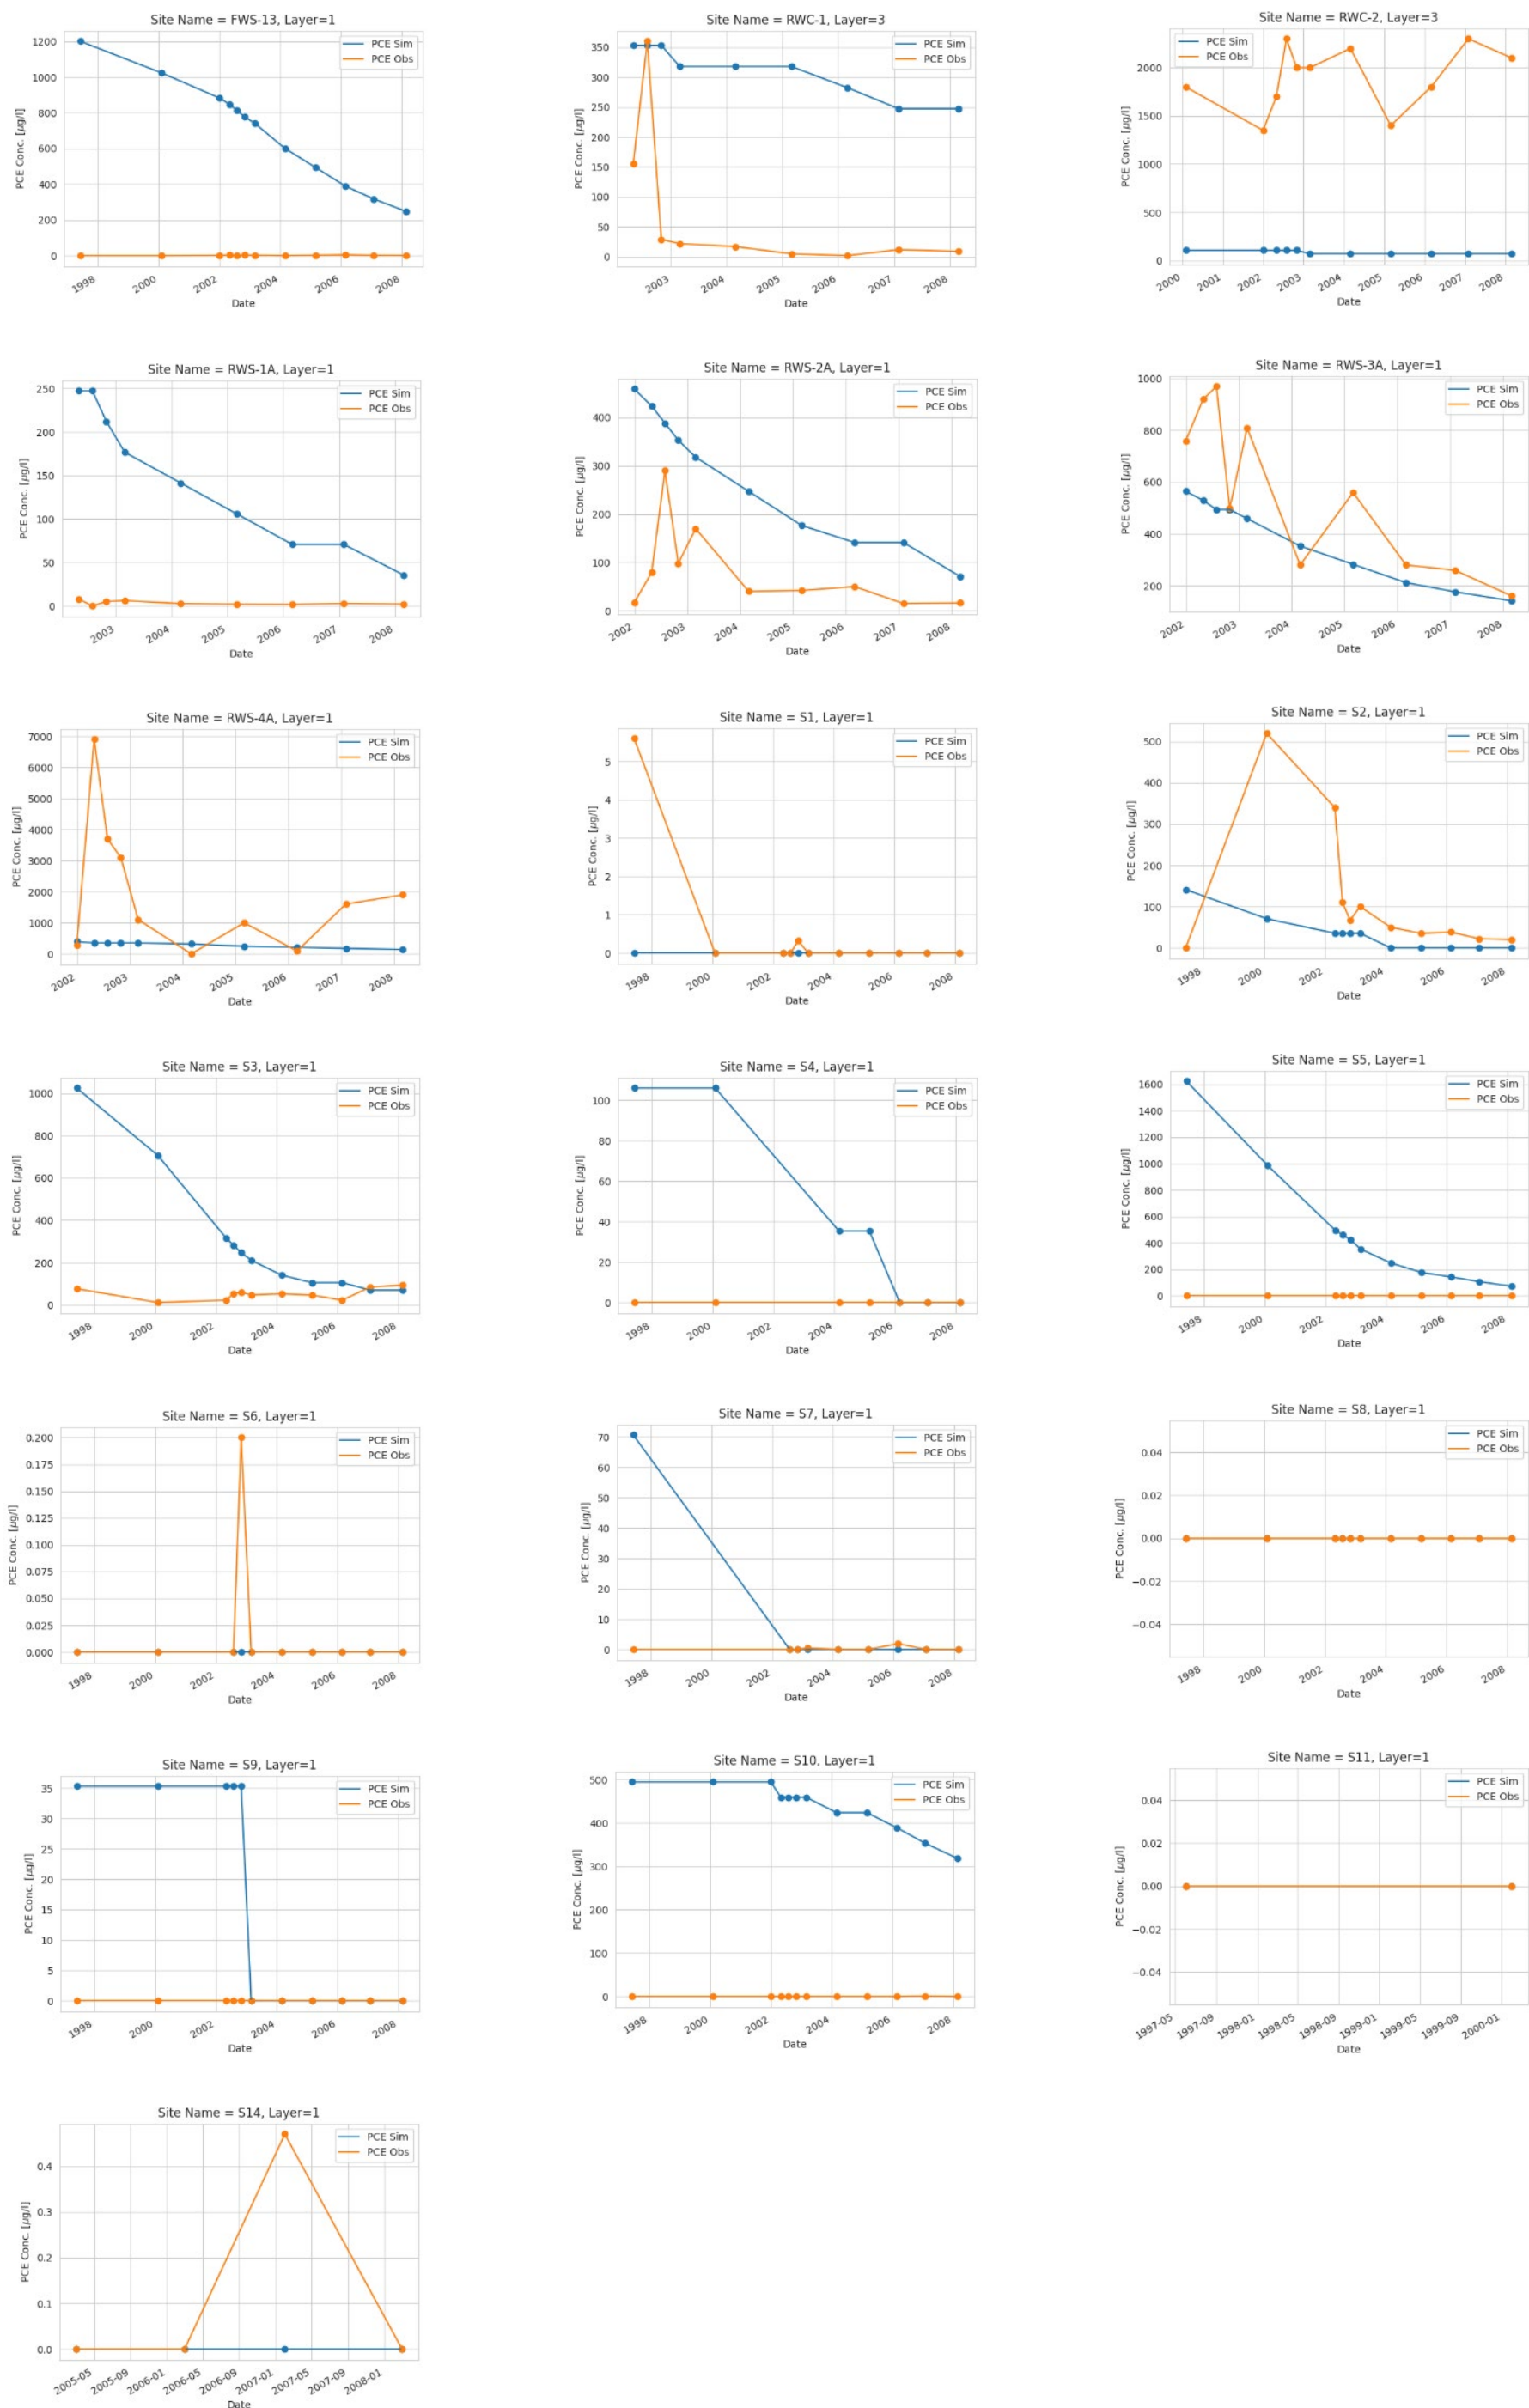 Site Name = FWS-13, Layer=1
PCE Sim
PCE Obs
PCE Conc. [µg/l]
1200
1000
800
600
400
200
0
1998
2000
2002
2004
2006
2008
Date
Site Name = RWC-1, Layer=3
PCE Sim
PCE Obs
PCE Conc. [µg/l]
350
300
250
200
150
100
50
0
2003
2004
2005
2006
2007
2008
Date
Site Name = RWC-2, Layer=3
PCE Sim
PCE Obs
PCE Conc. [µg/l]
2000
1500
1000
500
0
2000
2001
2002
2003
2004
2005
2006
2007
2008
Date
Site Name = RWS-1A, Layer=1
PCE Sim
PCE Obs
PCE Conc. [µg/l]
250
200
150
100
50
0
2003
2004
2005
2006
2007
2008
Date
Site Name = RWS-2A, Layer=1
PCE Sim
PCE Obs
PCE Conc. [µg/l]
400
300
200
100
0
2002
2003
2004
2005
2006
2007
2008
Date
Site Name = RWS-3A, Layer=1
PCE Sim
PCE Obs
PCE Conc. [µg/l]
1000
800
600
400
200
2002
2003
2004
2005
2006
2007
2008
Date
Site Name = RWS-4A, Layer=1
PCE Sim
PCE Obs
PCE Conc. [µg/l]
7000
6000
5000
4000
3000
2000
1000
0
2002
2003
2004
2005
2006
2007
2008
Date
Site Name = S1, Layer=1
PCE Sim
PCE Obs
PCE Conc. [µg/l]
5
4
3
2
1
0
1998
2000
2002
2004
2006
2008
Date
Site Name = S2, Layer=1
PCE Sim
PCE Obs
PCE Conc. [µg/l]
500
400
300
200
100
0
1998
2000
2002
2004
2006
2008
Date
Site Name = S3, Layer=1
PCE Sim
PCE Obs
PCE Conc. [µg/l]
1000
800
600
400
200
0
1998
2000
2002
2004
2006
2008
Date
Site Name = S4, Layer=1
PCE Sim
PCE Obs
PCE Conc. [µg/l]
100
80
60
40
20
0
1998
2000
2002
2004
2006
2008
Date
Site Name = S5, Layer=1
PCE Sim
PCE Obs
PCE Conc. [µg/l]
1600
1400
1200
1000
800
600
400
200
0
1998
2000
2002
2004
2006
2008
Date
Site Name = S6, Layer=1
PCE Sim
PCE Obs
PCE Conc. [µg/l]
0.200
0.175
0.150
0.125
0.100
0.075
0.050
0.025
0.000
1998
2000
2002
2004
2006
2008
Date
Site Name = S7, Layer=1
PCE Sim
PCE Obs
PCE Conc. [µg/l]
70
60
50
40
30
20
10
0
1998
2000
2002
2004
2006
2008
Date
Site Name = S8, Layer=1
PCE Sim
PCE Obs
PCE Conc. [µg/l]
0.04
0.02
0.00
−0.02
−0.04
1998
2000
2002
2004
2006
2008
Date
Site Name = S9, Layer=1
PCE Sim
PCE Obs
PCE Conc. [µg/l]
35
30
25
20
15
10
5
0
1998
2000
2002
2004
2006
2008
Date
Site Name = S10, Layer=1
PCE Sim
PCE Obs
PCE Conc. [µg/l]
500
400
300
200
100
0
1998
2000
2002
2004
2006
2008
Date
Site Name = S11, Layer=1
PCE Sim
PCE Obs
PCE Conc. [µg/l]
0.04
0.02
0.00
−0.02
−0.04
1997-05
1997-09
1998-01
1998-05
1998-09
1999-01
1999-05
1999-09
2000-01
Date
Site Name = S14, Layer=1
PCE Sim
PCE Obs
PCE Conc. [µg/l]
0.4
0.3
0.2
0.1
0.0
2005-05
2005-09
2006-01
2006-05
2006-09
2007-01
2007-05
2007-09
2008-01
Date